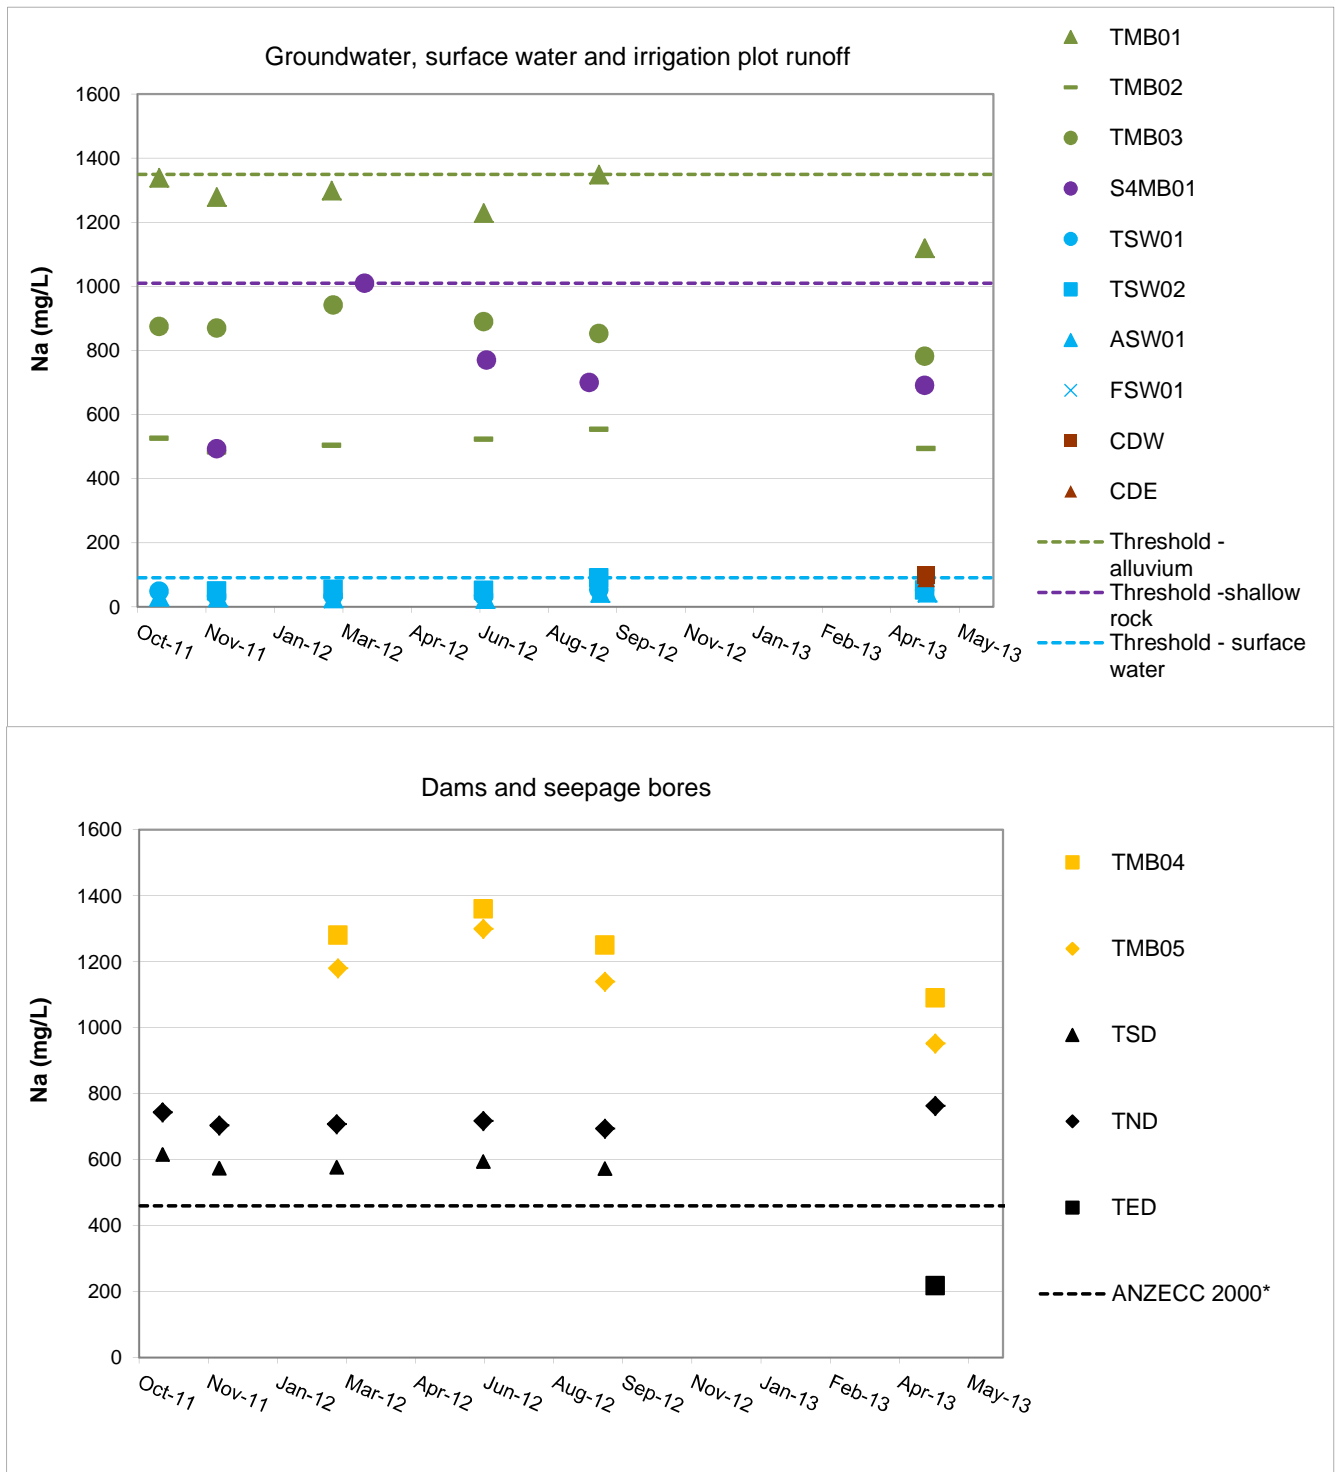 Groundwater, surface water and irrigation plot runoff
Na (mg/L)
1600
1400
1200
1000
800
600
400
200
0
Oct-11
Nov-11
Jan-12
Mar-12
Apr-12
Jun-12
Aug-12
Sep-12
Nov-12
Jan-13
Feb-13
Apr-13
May-13
TMB01
TMB02
TMB03
S4MB01
TSW01
TSW02
ASW01
FSW01
CDW
CDE
Threshold -
alluvium
Threshold -shallow
rock
Threshold - surface
water
Dams and seepage bores
Na (mg/L)
1600
1400
1200
1000
800
600
400
200
0
Oct-11
Nov-11
Jan-12
Mar-12
Apr-12
Jun-12
Aug-12
Sep-12
Nov-12
Jan-13
Feb-13
Apr-13
May-13
TMB04
TMB05
TSD
TND
TED
ANZECC 2000*